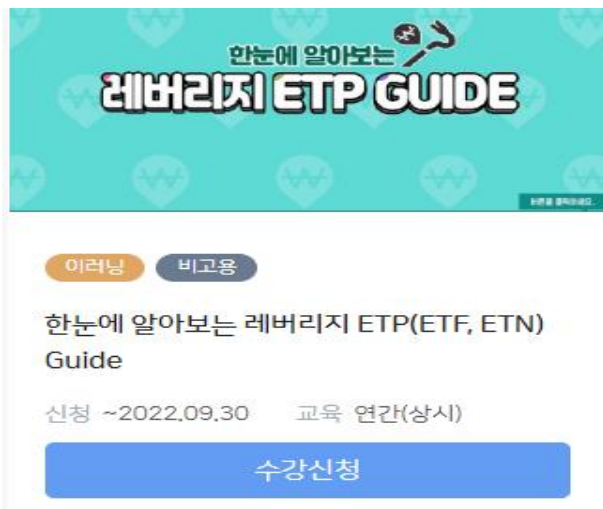 한눈에 알아보는
레버리지 ETP GUIDE
이러닝 비고용
한눈에 알아보는 레버리지 ETP(ETF, ETN)
Guide
신청 ~2022.09.30 교육 연간(상시)
수강신청